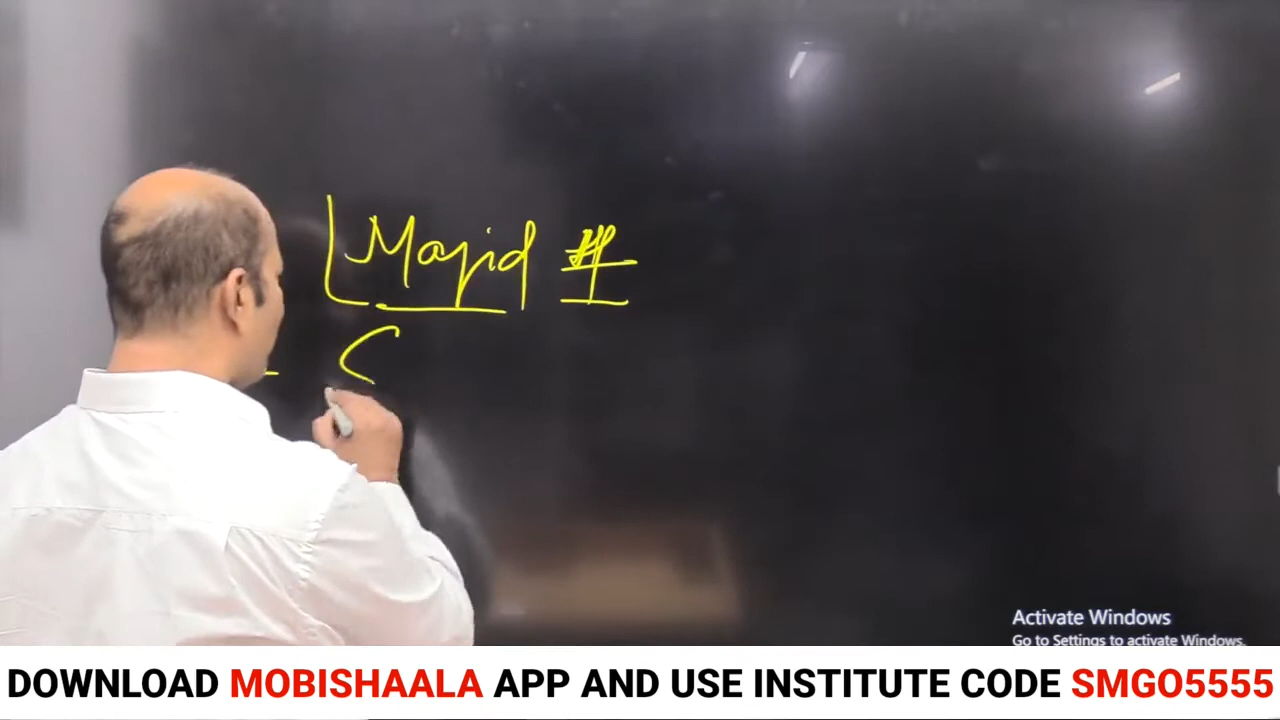 Majid #
C
Activate Windows
Go to Settings to activate Windows.
DOWNLOAD MOBISHAALA APP AND USE INSTITUTE CODE SMGO5555